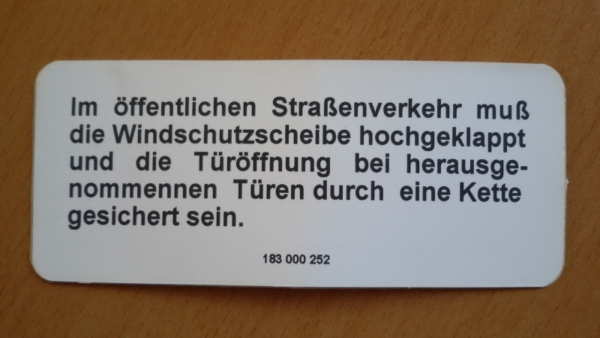 Im öffentlichen Straßenverkehr muß
die Windschutzscheibe hochgeklappt
und die Türöffnung bei herausge-
nommennen Türen durch eine Kette
gesichert sein.
183 000 252